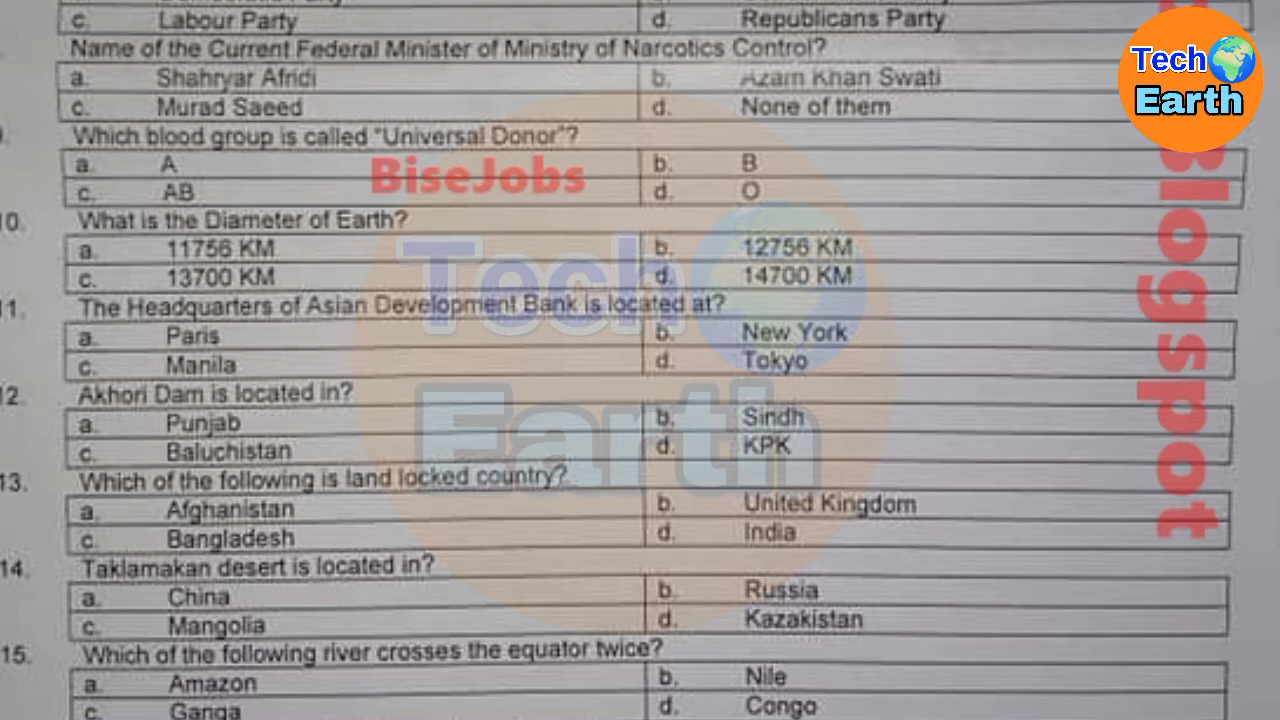 c. Labour Party d. Republicans Party
Name of the Current Federal Minister of Ministry of Narcotics Control?
a. Shahryar Afridi b. Azam Khan Swati
c. Murad Saeed d. None of them
Which blood group is called "Universal Donor"?
a. A b. B
c. AB d. O
10. What is the Diameter of Earth?
a. 11756 KM b. 12756 KM
c. 13700 KM d. 14700 KM
11. The Headquarters of Asian Development Bank is located at?
a. Paris b. New York
c. Manila d. Tokyo
12 Akhori Dam is located in?
a. Punjab b. Sindh
c. Baluchistan d. KPK
13. Which of the following is land locked country?
a. Afghanistan b. United Kingdom
c. Bangladesh d. India
14. Taklamakan desert is located in?
a. China b. Russia
c. Mangolia d. Kazakistan
15. Which of the following river crosses the equator twice?
a. Amazon b. Nile
c. Ganga d. Congo
Tech
Earth
BiseJobs
Tech
Earth
Blogspot